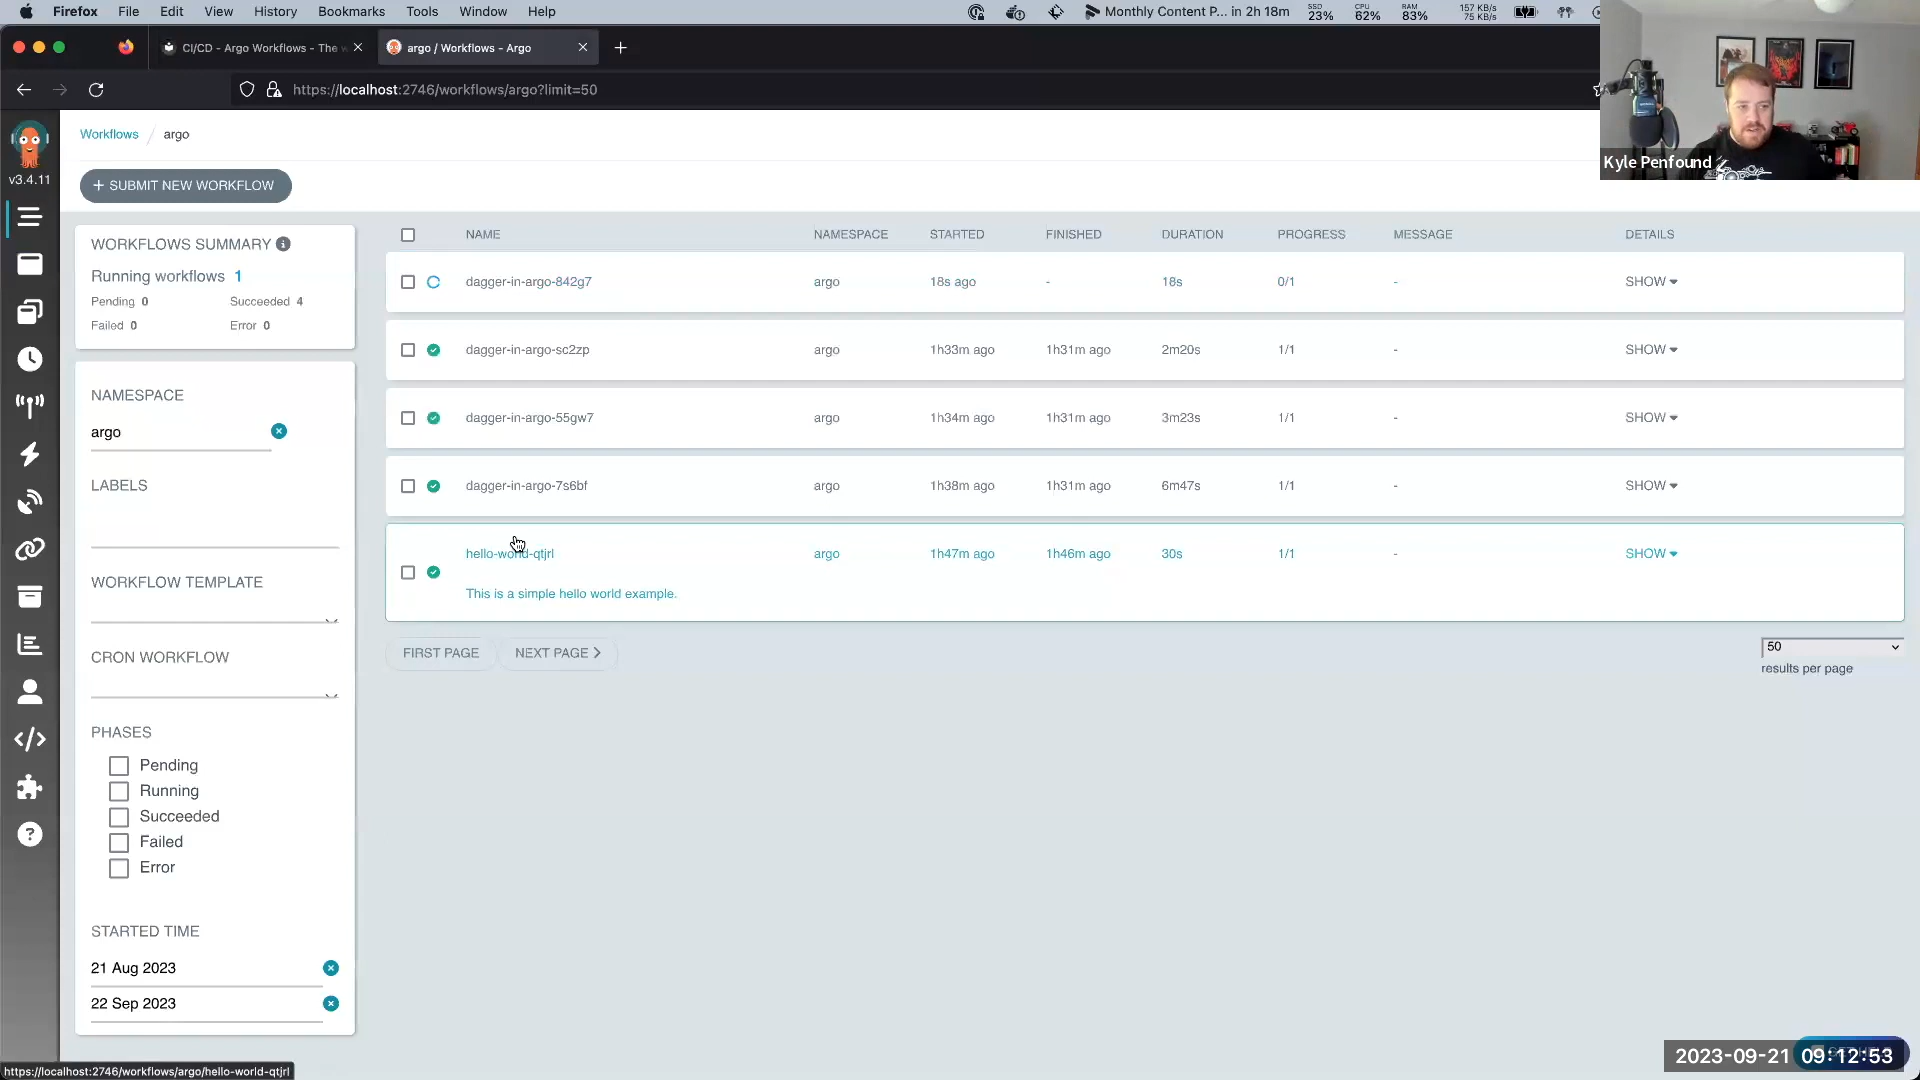 Firefox File Edit View History Bookmarks Tools Window Help
Monthly Content P... in 2h 18m
SSD 23% CPU 62% RAM 83% 157 KB/s 75 KB/s
CI/CD - Argo Workflows - The
argo / Workflows - Argo
https://localhost:2746/workflows/argo?limit=50
Kyle Penfound
v3.4.11
Workflows / argo
+ SUBMIT NEW WORKFLOW
WORKFLOWS SUMMARY
Running workflows 1
Pending 0 Succeeded 4
Failed 0 Error 0
NAMESPACE
argo
LABELS
WORKFLOW TEMPLATE
CRON WORKFLOW
PHASES
Pending
Running
Succeeded
Failed
Error
STARTED TIME
21 Aug 2023
22 Sep 2023
NAME NAMESPACE STARTED FINISHED DURATION PROGRESS MESSAGE DETAILS
dagger-in-argo-842g7 argo 18s ago - 18s 0/1 - SHOW
dagger-in-argo-sc2zp argo 1h33m ago 1h31m ago 2m20s 1/1 - SHOW
dagger-in-argo-55gw7 argo 1h34m ago 1h31m ago 3m23s 1/1 - SHOW
dagger-in-argo-7s6bf argo 1h38m ago 1h31m ago 6m47s 1/1 - SHOW
hello-world-qtjrl argo 1h47m ago 1h46m ago 30s 1/1 - SHOW
This is a simple hello world example.
FIRST PAGE NEXT PAGE
50
results per page
https://localhost:2746/workflows/argo/hello-world-qtjrl
2023-09-21 09:12:53